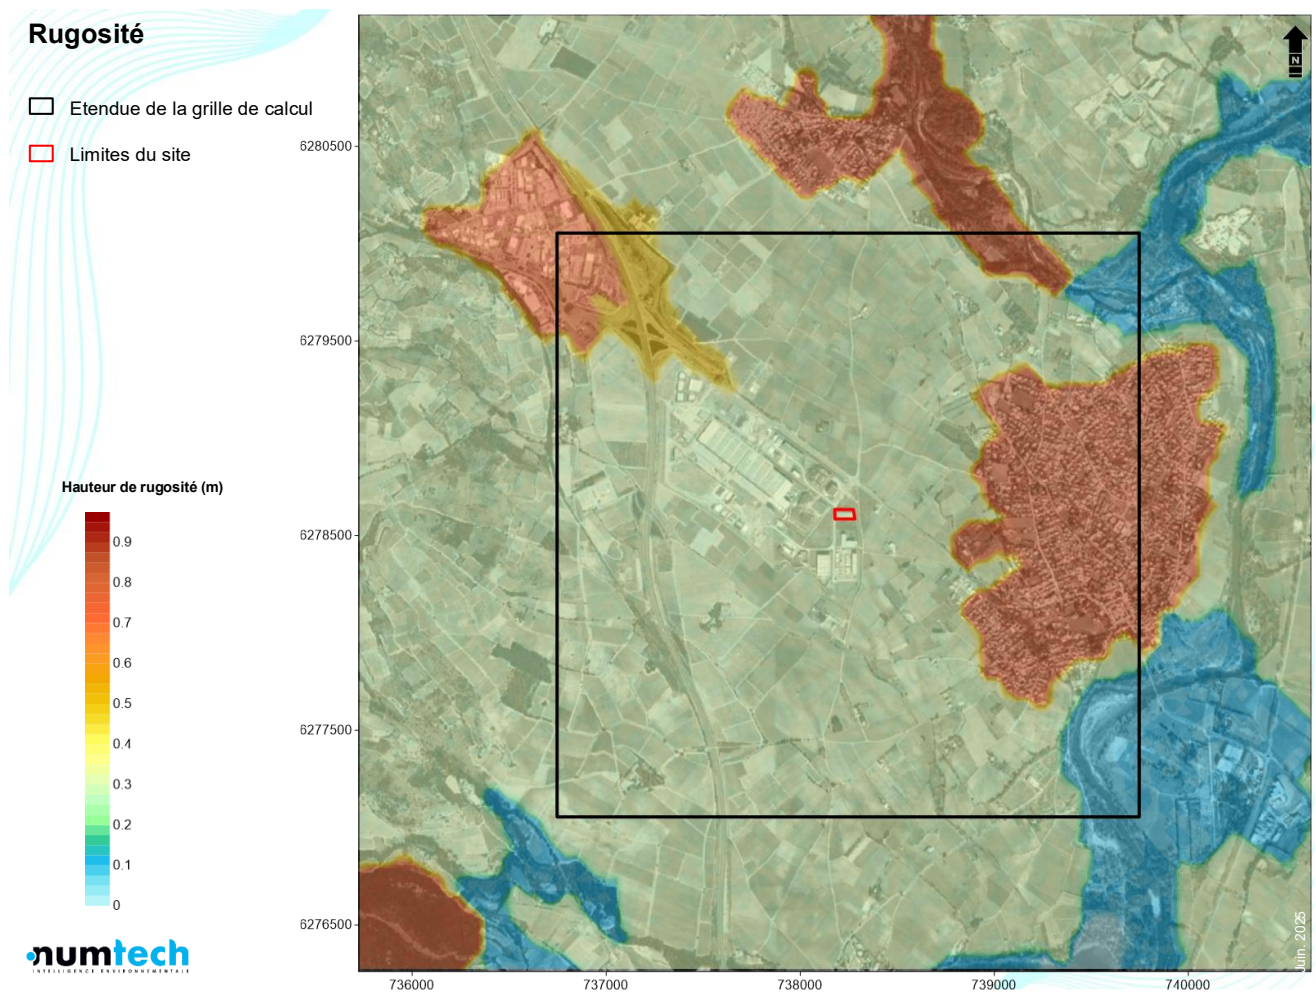 Rugosité
Etendue de la grille de calcul
Limites du site
N
6280500
6279500
6278500
6277500
6276500
Hauteur de rugosité (m)
0.9
0.8
0.7
0.6
0.5
0.4
0.3
0.2
0.1
0
numtech
INTELLIGENCE ENVIRONNEMENTALE
Juin. 2025
736000
737000
738000
739000
740000